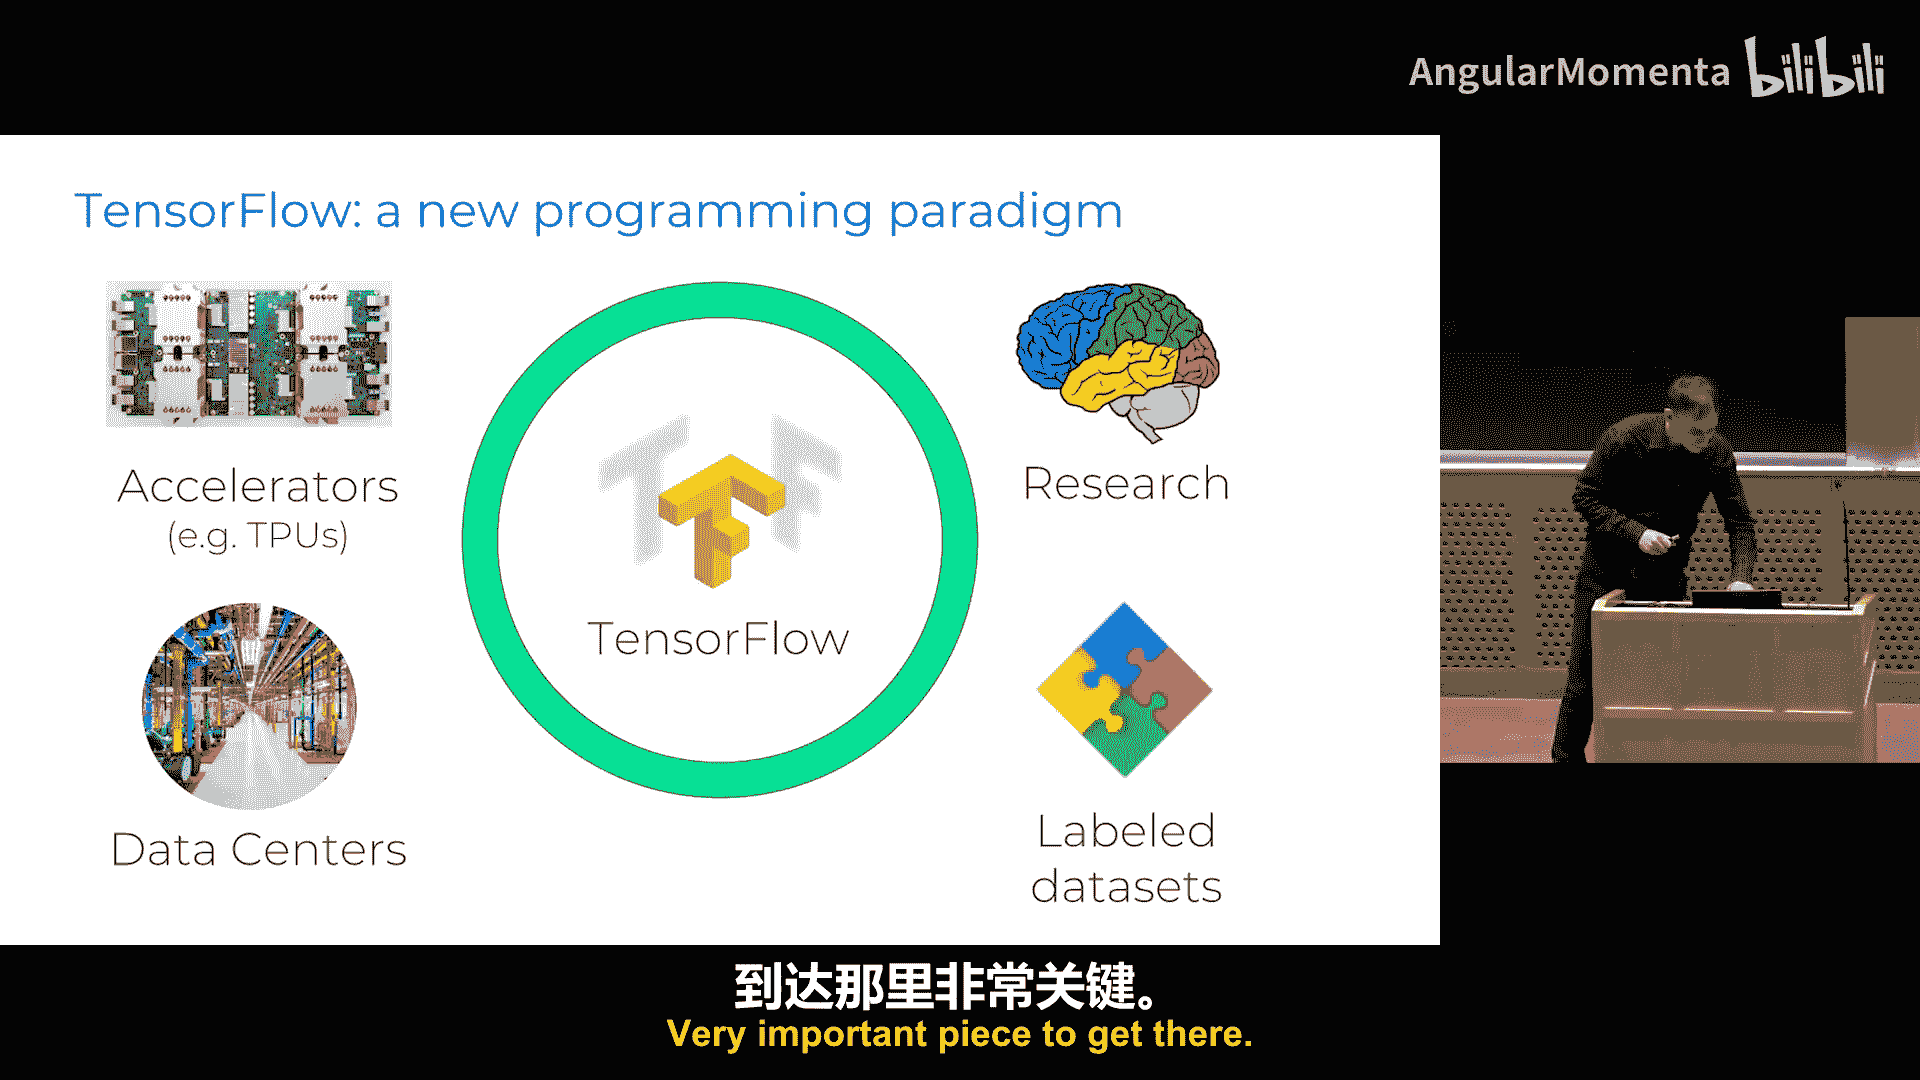 AngularMomenta bilibili
TensorFlow: a new programming paradigm
Accelerators
(e.g. TPUs)
Research
TensorFlow
Data Centers
Labeled
datasets
到达那里非常关键。
Very important piece to get there.